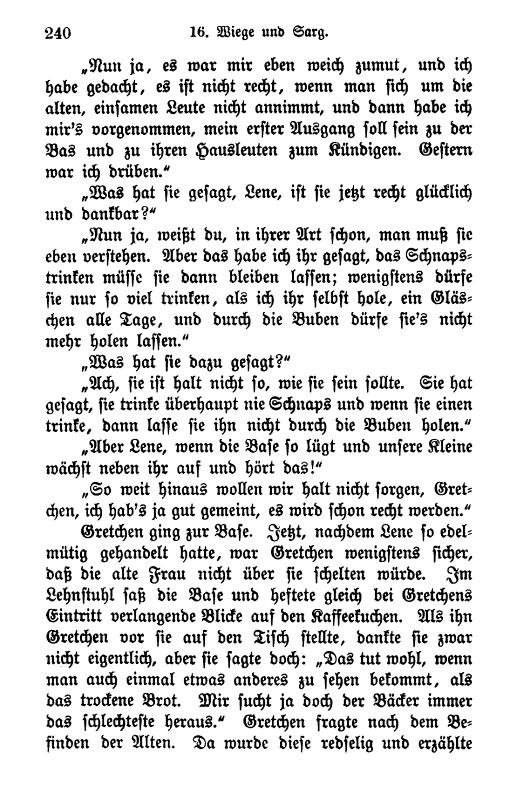 240 16. Wiege und Sarg.
„Nun ja, es war mir eben weich zumut, und ich
habe gedacht, es ist nicht recht, wenn man sich um die
alten, einsamen Leute nicht annimmt, und dann habe ich
mir's vorgenommen, mein erster Ausgang soll sein zu der
Bas und zu ihren Hausleuten zum Kündigen. Gestern
war ich drüben.“
„Was hat sie gesagt, Lene, ist sie jetzt recht glücklich
und dankbar?“
„Nun ja, weißt du, in ihrer Art schon, man muß sie
eben verstehen. Aber das habe ich ihr gesagt, das Schnaps-
trinken müsse sie dann bleiben lassen; wenigstens dürfe
sie nur so viel trinken, als ich ihr selbst hole, ein Gläs-
chen alle Tage, und durch die Buben dürfe sie's nicht
mehr holen lassen.“
„Was hat sie dazu gesagt?“
„Ach, sie ist halt nicht so, wie sie sein sollte. Sie hat
gesagt, sie trinke überhaupt nie Schnaps und wenn sie einen
trinke, dann lasse sie ihn nicht durch die Buben holen.“
„Aber Lene, wenn die Base so lügt und unsere Kleine
wächst neben ihr auf und hört das!“
„So weit hinaus wollen wir halt nicht sorgen, Gret-
chen, ich hab's ja gut gemeint, es wird schon recht werden.“
Gretchen ging zur Base. Jetzt, nachdem Lene so edel-
mütig gehandelt hatte, war Gretchen wenigstens sicher,
daß die alte Frau nicht über sie schelten würde. Im
Lehnstuhl saß die Base und heftete gleich bei Gretchens
Eintritt verlangende Blicke auf den Kaffeekuchen. Als ihn
Gretchen vor sie auf den Tisch stellte, dankte sie zwar
nicht eigentlich, aber sie sagte doch: „Das tut wohl, wenn
man auch einmal etwas anderes zu sehen bekommt, als
das trockene Brot. Mir sucht ja doch der Bäcker immer
das schlechteste heraus.“ Gretchen fragte nach dem Be-
finden der Alten. Da wurde diese redselig und erzählte